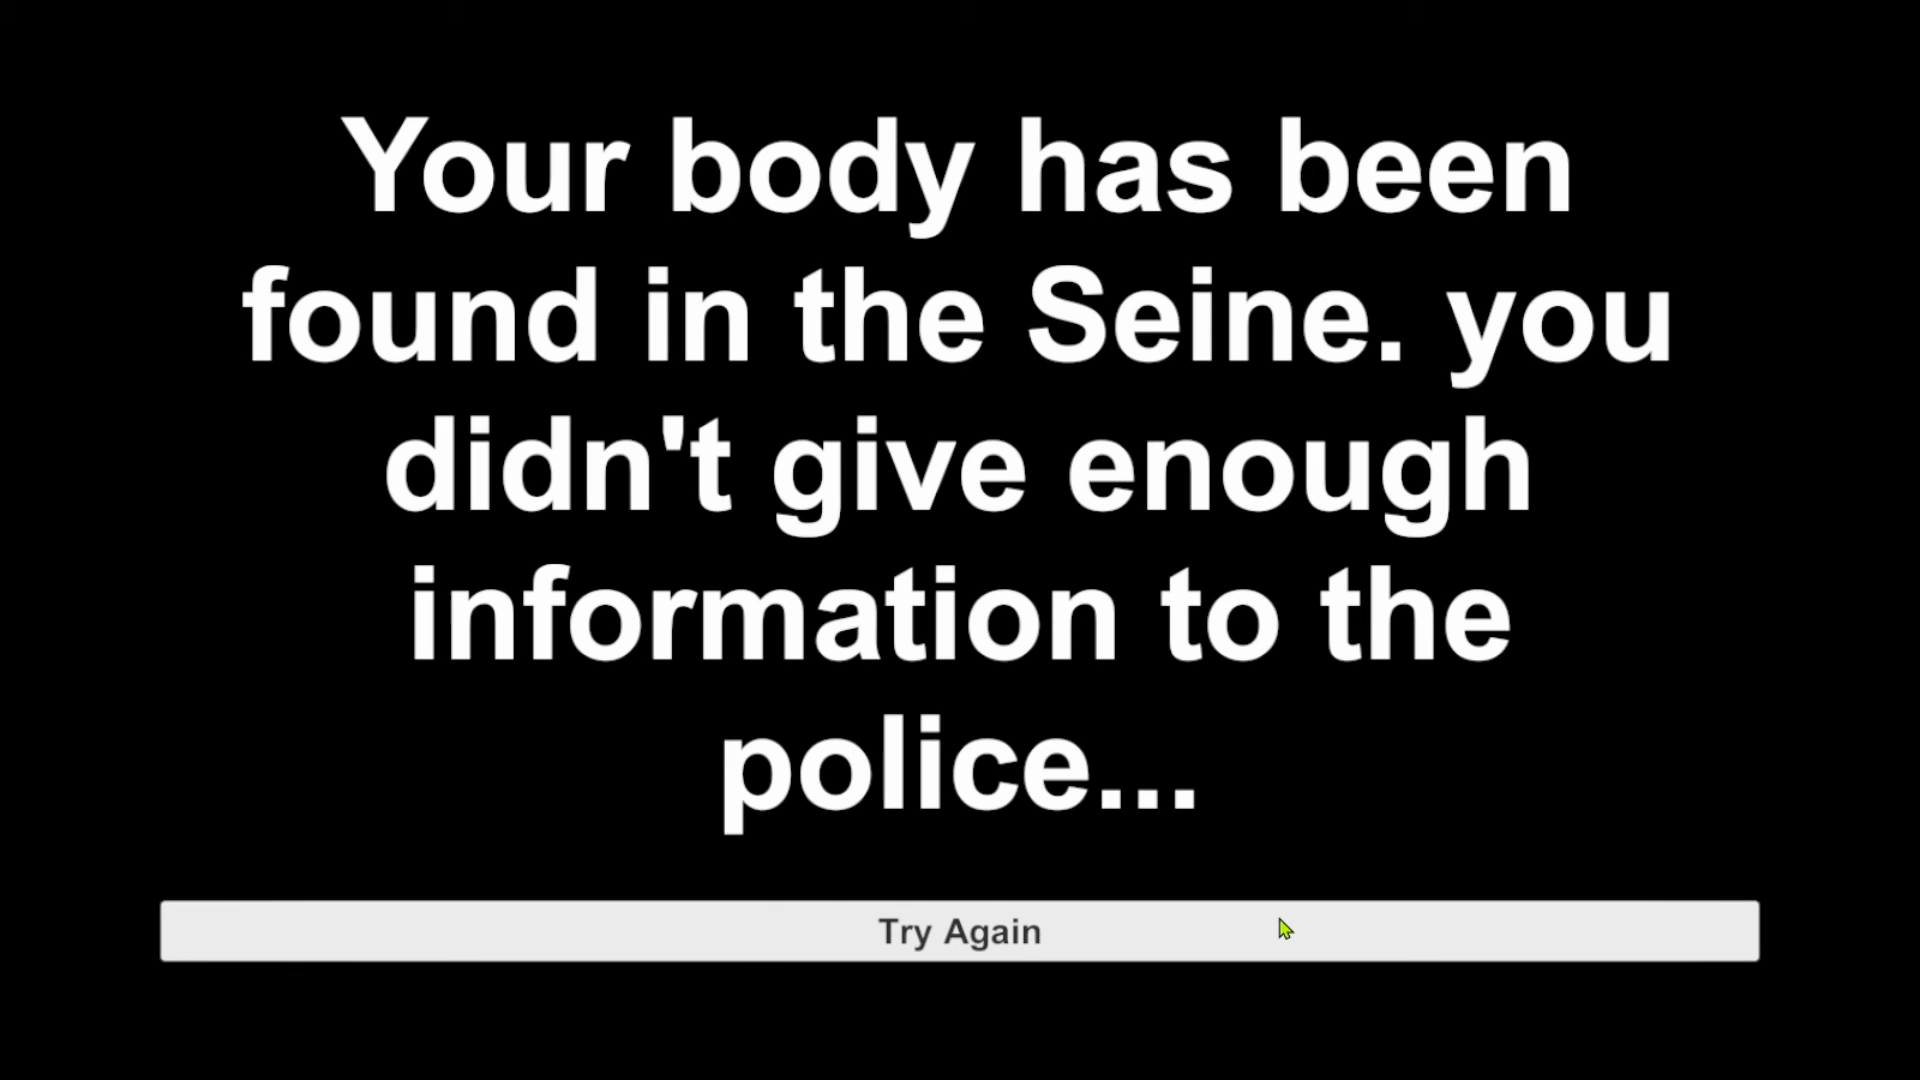 Your body has been
found in the Seine. you
didn't give enough
information to the
police...
Try Again